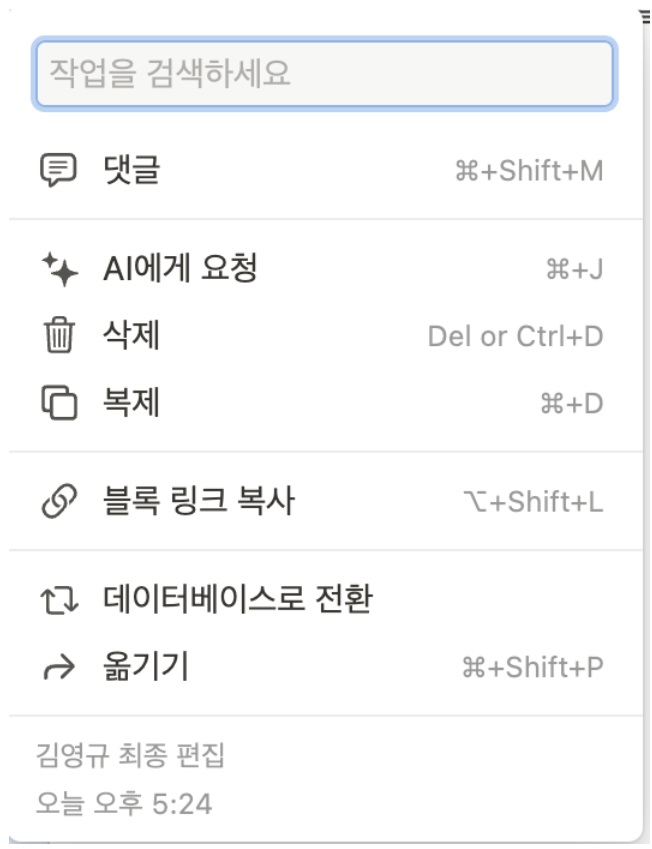 작업을 검색하세요
댓글 ⌘+Shift+M
AI에게 요청 ⌘+J
삭제 Del or Ctrl+D
복제 ⌘+D
블록 링크 복사 ⌥+Shift+L
데이터베이스로 전환
옮기기 ⌘+Shift+P
김영규 최종 편집
오늘 오후 5:24